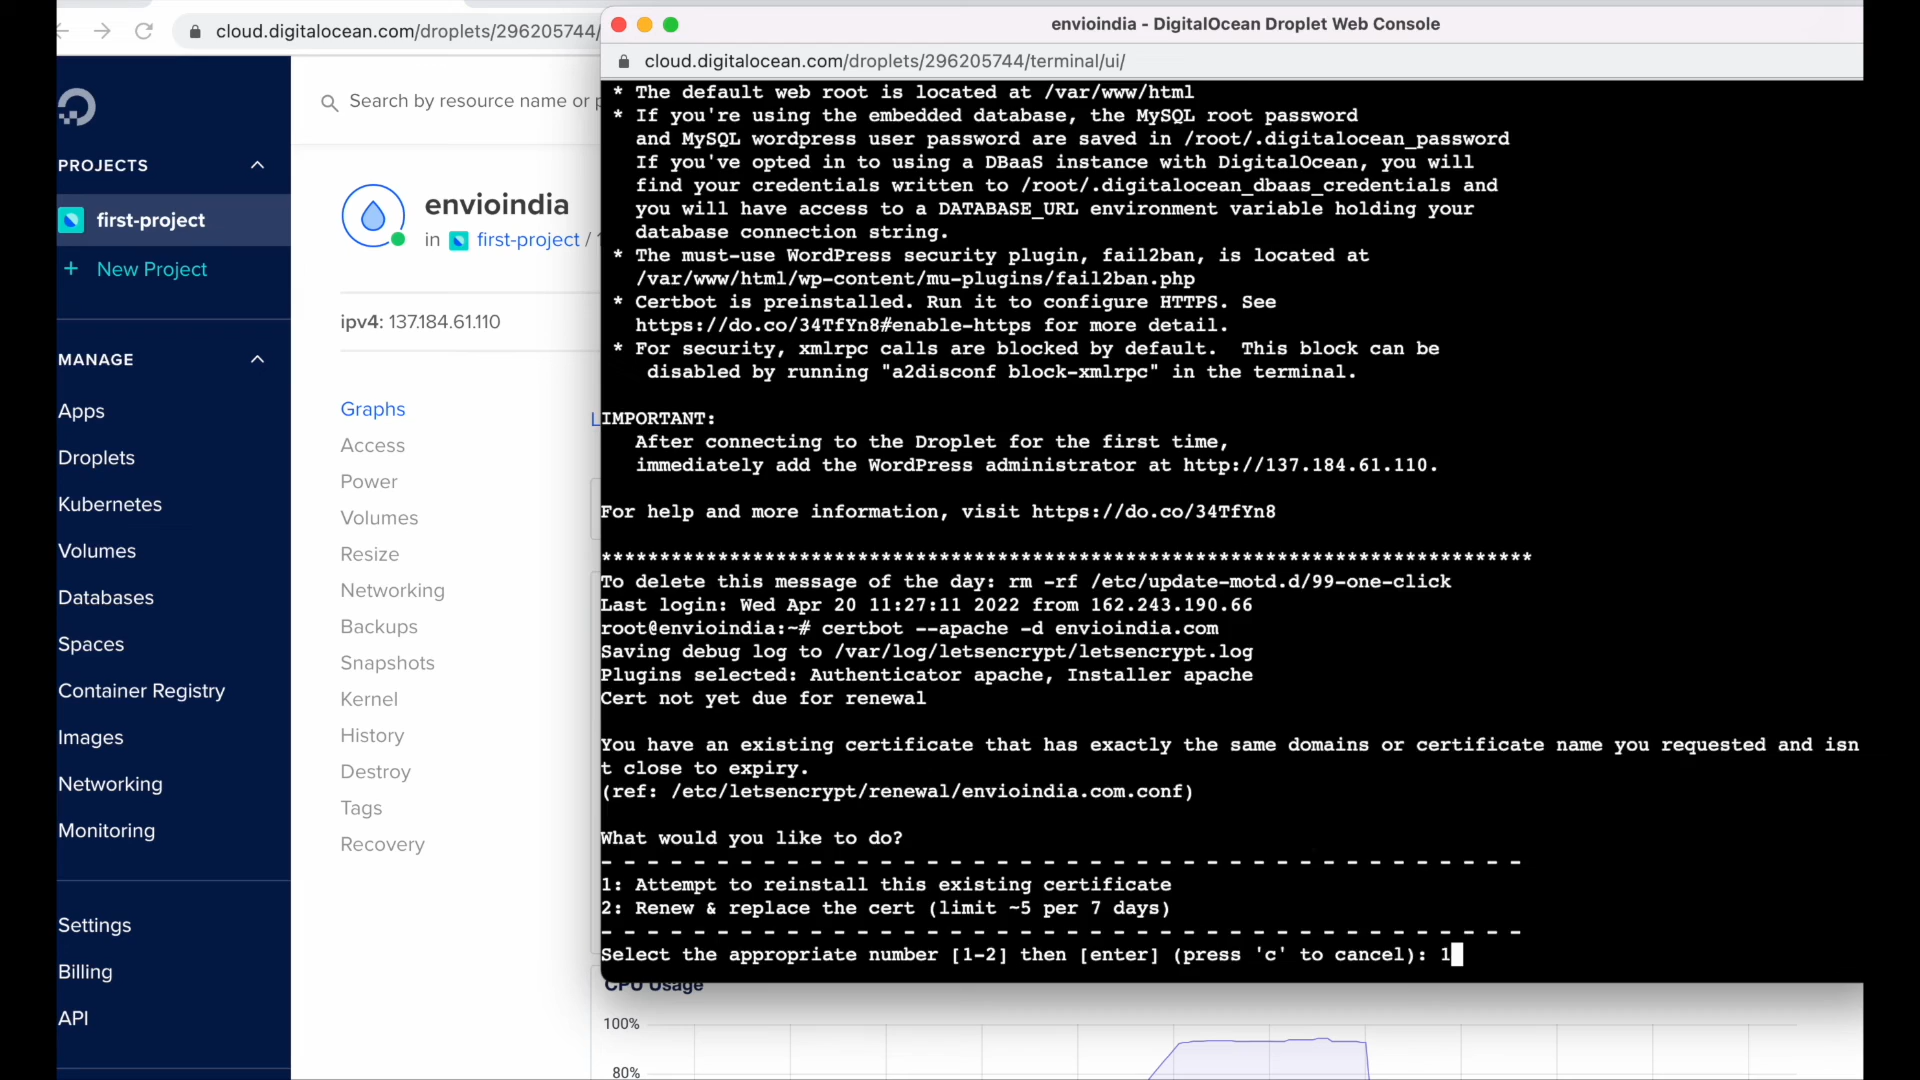 cloud.digitalocean.com/droplets/296205744/
PROJECTS
first-project
+ New Project
MANAGE
Apps
Droplets
Kubernetes
Volumes
Databases
Spaces
Container Registry
Images
Networking
Monitoring
Settings
Billing
API
Search by resource name or p
envioindia
in first-project /
ipv4: 137.184.61.110
Graphs
Access
Power
Volumes
Resize
Networking
Backups
Snapshots
Kernel
History
Destroy
Tags
Recovery
envioindia - DigitalOcean Droplet Web Console
cloud.digitalocean.com/droplets/296205744/terminal/ui/
* The default web root is located at /var/www/html
* If you're using the embedded database, the MySQL root password
and MySQL wordpress user password are saved in /root/.digitalocean_password
If you've opted in to using a DBaaS instance with DigitalOcean, you will
find your credentials written to /root/.digitalocean_dbaas_credentials and
you will have access to a DATABASE_URL environment variable holding your
database connection string.
* The must-use WordPress security plugin, fail2ban, is located at
/var/www/html/wp-content/mu-plugins/fail2ban.php
* Certbot is preinstalled. Run it to configure HTTPS. See
https://do.co/34TfYn8#enable-https for more detail.
* For security, xmlrpc calls are blocked by default.  This block can be
disabled by running "a2disconf block-xmlrpc" in the terminal.
IMPORTANT:
After connecting to the Droplet for the first time,
immediately add the WordPress administrator at http://137.184.61.110.
For help and more information, visit https://do.co/34TfYn8
********************************************************************************
To delete this message of the day: rm -rf /etc/update-motd.d/99-one-click
Last login: Wed Apr 20 11:27:11 2022 from 162.243.190.66
root@envioindia:~# certbot --apache -d envioindia.com
Saving debug log to /var/log/letsencrypt/letsencrypt.log
Plugins selected: Authenticator apache, Installer apache
Cert not yet due for renewal
You have an existing certificate that has exactly the same domains or certificate name you requested and isn
t close to expiry.
(ref: /etc/letsencrypt/renewal/envioindia.com.conf)
What would you like to do?
- - - - - - - - - - - - - - - - - - - - - - - - - - - - - - - - - - - - - - - -
1: Attempt to reinstall this existing certificate
2: Renew & replace the cert (limit ~5 per 7 days)
- - - - - - - - - - - - - - - - - - - - - - - - - - - - - - - - - - - - - - - -
Select the appropriate number [1-2] then [enter] (press 'c' to cancel): 1
CPU Usage
100%
80%